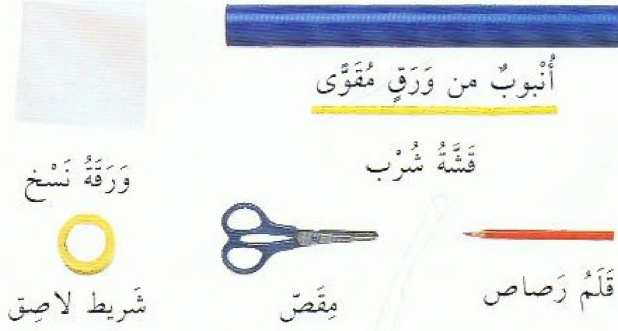 أُنْبوبٌ من وَرَقٍ مُقَوًّى
قَشَّةُ شُرْب
وَرَقَةُ نَسْخ
قَلَمُ رَصاص
مِقَصّ
شَريط لاصِق